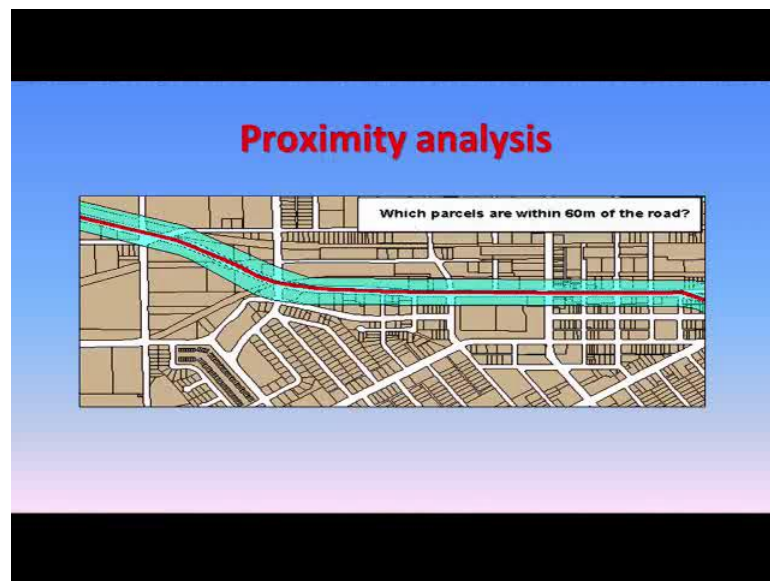 Proximity analysis
Which parcels are within 60m of the road?